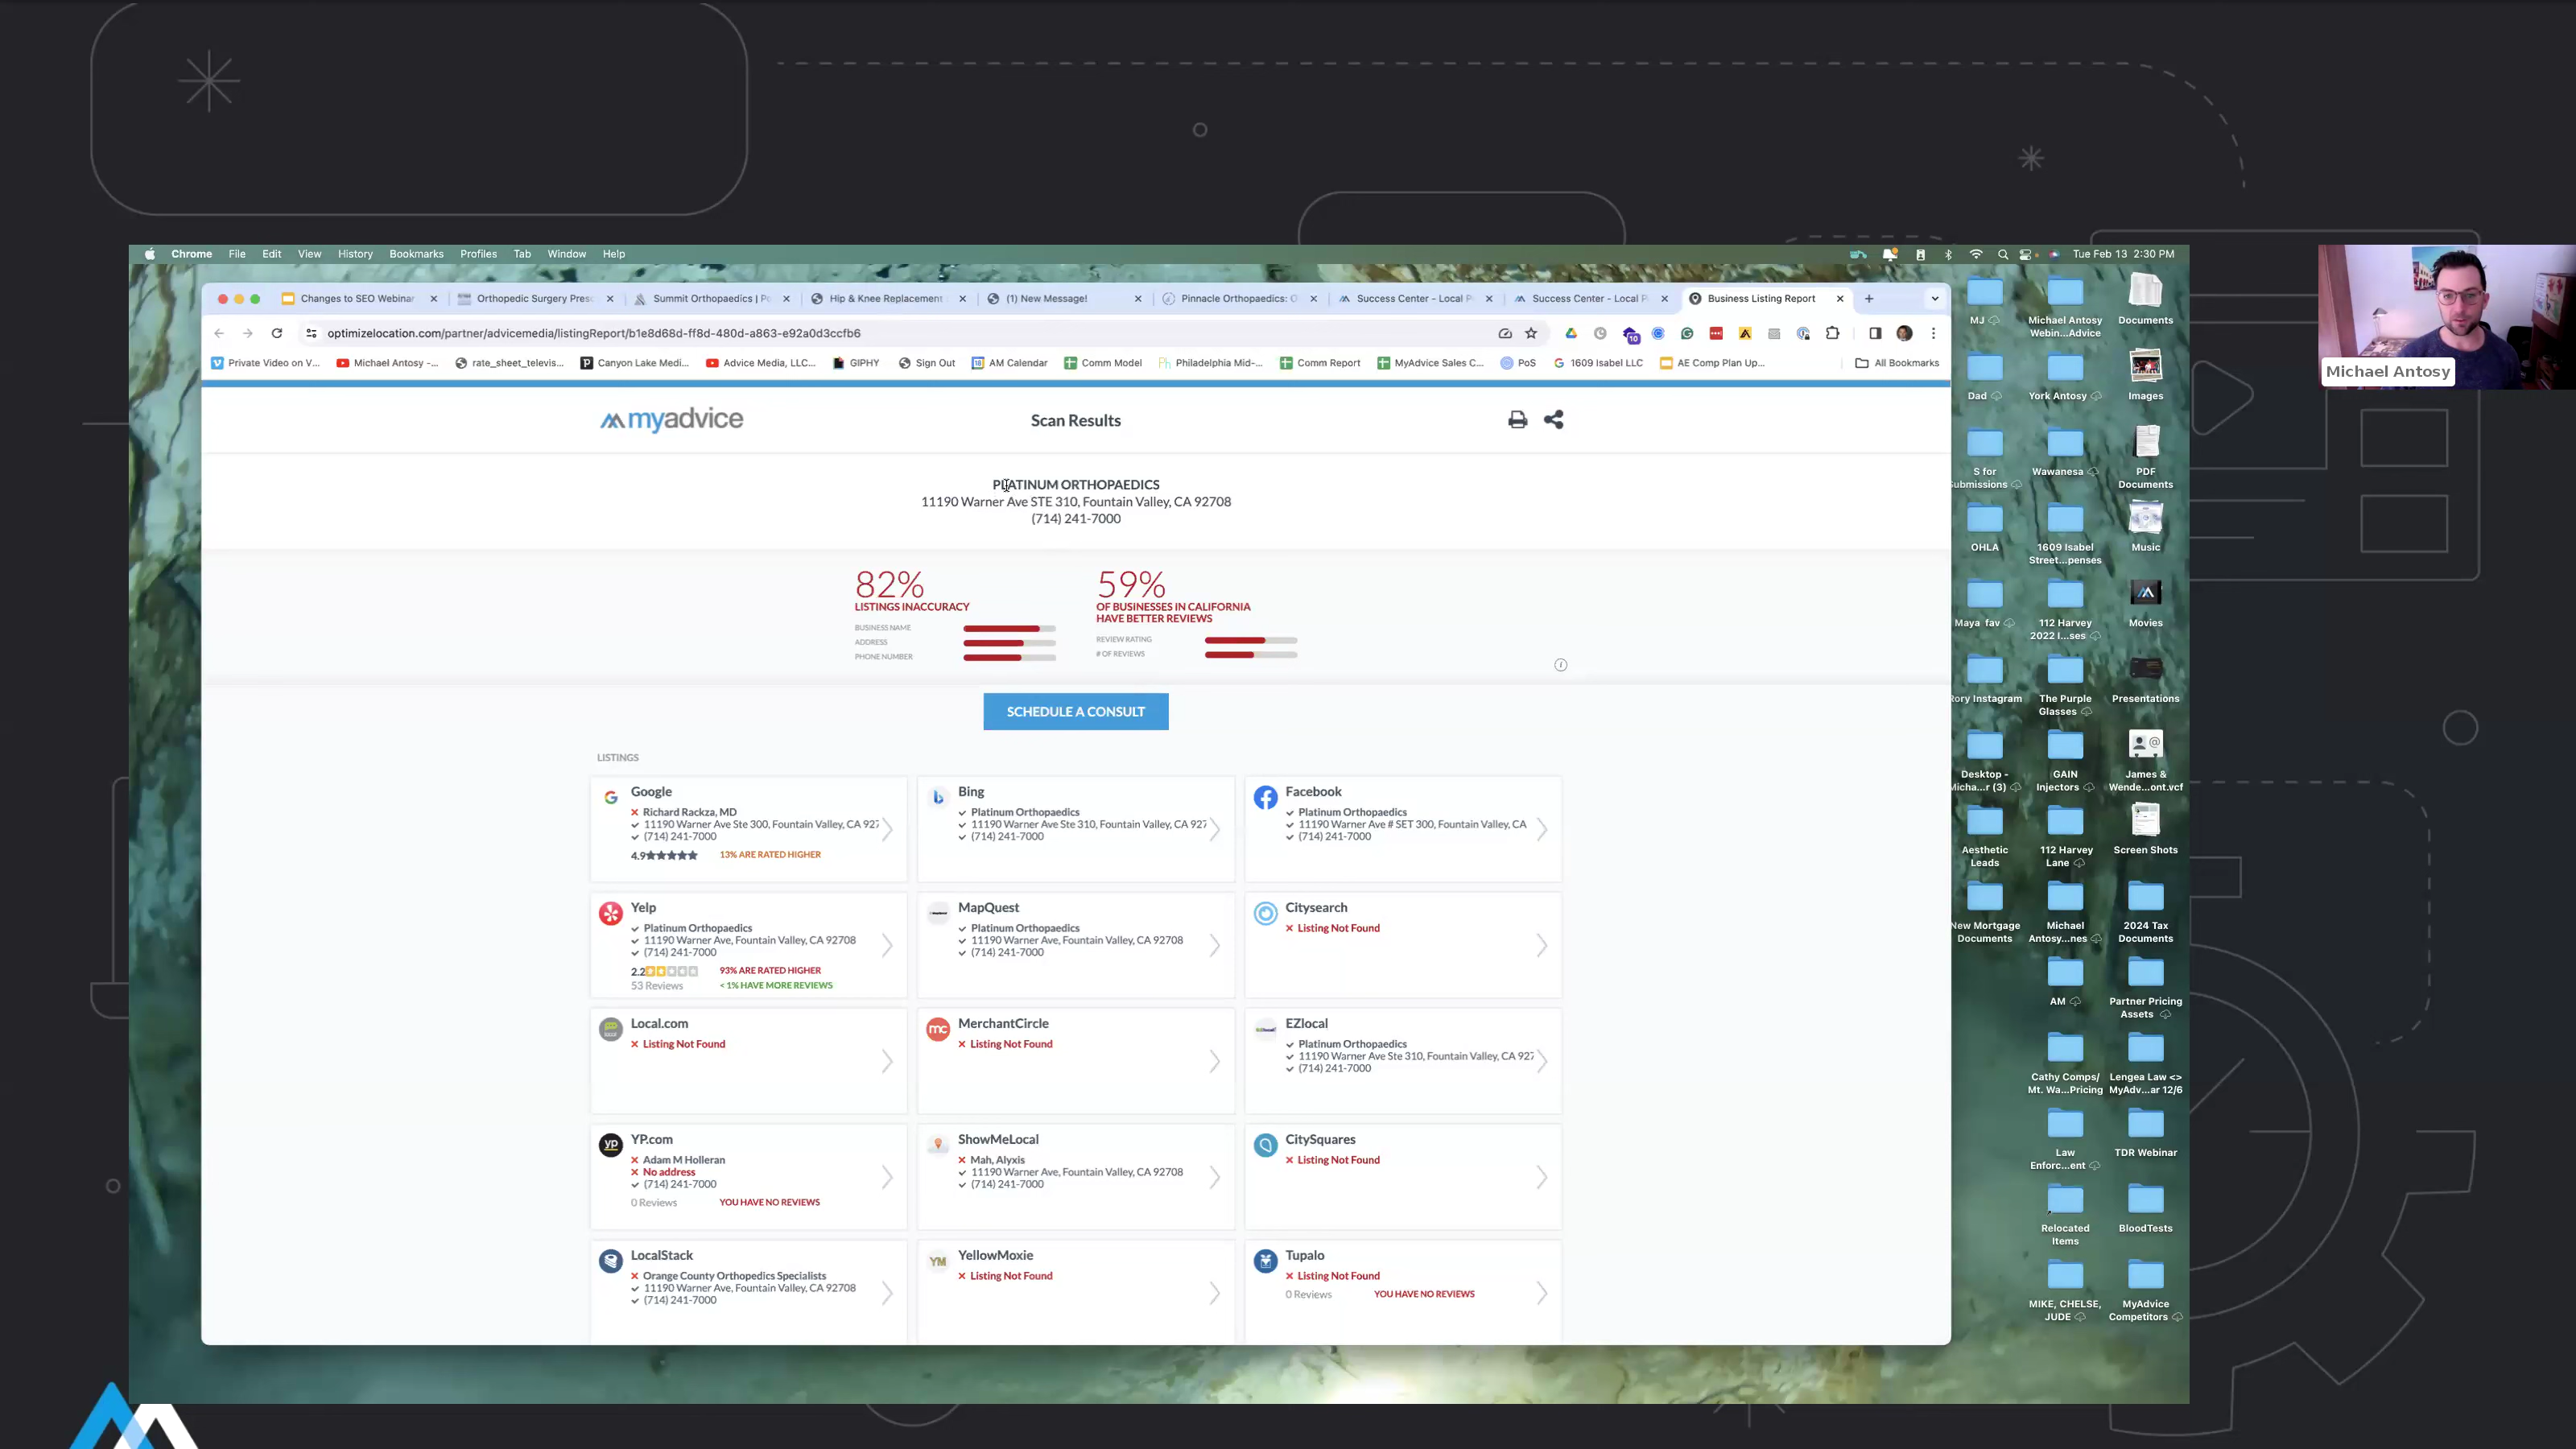 Chrome File Edit View History Bookmarks Profiles Tab Window Help
Tue Feb 13 2:30 PM
Changes to SEO Webinar
Orthopedic Surgery Pres
Summit Orthopaedics | P
Hip & Knee Replacement
(1) New Message!
Pinnacle Orthopaedics: O
Success Center - Local P
Success Center - Local P
Business Listing Report
optimizelocation.com/partner/advicemedia/listingReport/b1e8d68d-ff8d-480d-a863-e92a0d3ccfb6
10
Private Video on V...
Michael Antosy -...
rate_sheet_televis...
Canyon Lake Medi...
Advice Media, LLC...
GIPHY
Sign Out
AM Calendar
Comm Model
Philadelphia Mid-...
Comm Report
MyAdvice Sales C...
PoS
1609 Isabel LLC
AE Comp Plan Up...
All Bookmarks
myadvice
Scan Results
PLATINUM ORTHOPAEDICS
11190 Warner Ave STE 310, Fountain Valley, CA 92708
(714) 241-7000
82%
LISTINGS INACCURACY
BUSINESS NAME
ADDRESS
PHONE NUMBER
59%
OF BUSINESSES IN CALIFORNIA
HAVE BETTER REVIEWS
REVIEW RATING
# OF REVIEWS
SCHEDULE A CONSULT
LISTINGS
Google
Richard Rackza, MD
11190 Warner Ave Ste 300, Fountain Valley, CA 927
(714) 241-7000
4.9 13% ARE RATED HIGHER
Bing
Platinum Orthopaedics
11190 Warner Ave Ste 310, Fountain Valley, CA 927
(714) 241-7000
Facebook
Platinum Orthopaedics
11190 Warner Ave # SET 300, Fountain Valley, CA
(714) 241-7000
Yelp
Platinum Orthopaedics
11190 Warner Ave, Fountain Valley, CA 92708
(714) 241-7000
2.2 93% ARE RATED HIGHER
53 Reviews < 1% HAVE MORE REVIEWS
MapQuest
Platinum Orthopaedics
11190 Warner Ave, Fountain Valley, CA 92708
(714) 241-7000
Citysearch
Listing Not Found
Local.com
Listing Not Found
mc
MerchantCircle
Listing Not Found
EZlocal
Platinum Orthopaedics
11190 Warner Ave Ste 310, Fountain Valley, CA 927
(714) 241-7000
yp
YP.com
Adam M Holleran
No address
(714) 241-7000
0 Reviews YOU HAVE NO REVIEWS
ShowMeLocal
Mah, Alyxis
11190 Warner Ave, Fountain Valley, CA 92708
(714) 241-7000
CitySquares
Listing Not Found
LocalStack
Orange County Orthopedics Specialists
11190 Warner Ave, Fountain Valley, CA 92708
(714) 241-7000
YM
YellowMoxie
Listing Not Found
Tupalo
Listing Not Found
0 Reviews YOU HAVE NO REVIEWS
MJ
Michael Antosy
Webin...Advice
Documents
Dad
York Antosy
Images
S for
Submissions
Wawanesa
PDF
Documents
OHLA
1609 Isabel
Street...penses
Music
Maya fav
112 Harvey
2022 I...ses
Movies
Rory Instagram
The Purple
Glasses
Presentations
Desktop -
Micha...r (3)
GAIN
Injectors
James &
Wende...ont.vcf
Aesthetic
Leads
112 Harvey
Lane
Screen Shots
New Mortgage
Documents
Michael
Antosy...nes
2024 Tax
Documents
AM
Partner Pricing
Assets
Cathy Comps/
Mt. Wa...Pricing
Lengea Law <>
MyAdv...ar 12/6
Law
Enforc...ent
TDR Webinar
Relocated
Items
BloodTests
MIKE, CHELSE,
JUDE
MyAdvice
Competitors
Michael Antosy